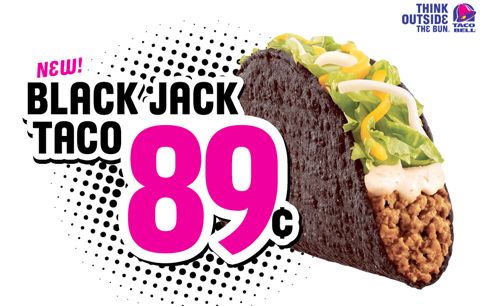 NEW!
BLACK JACK
TACO
89¢
THINK
OUTSIDE
THE BUN.
TACO
BELL